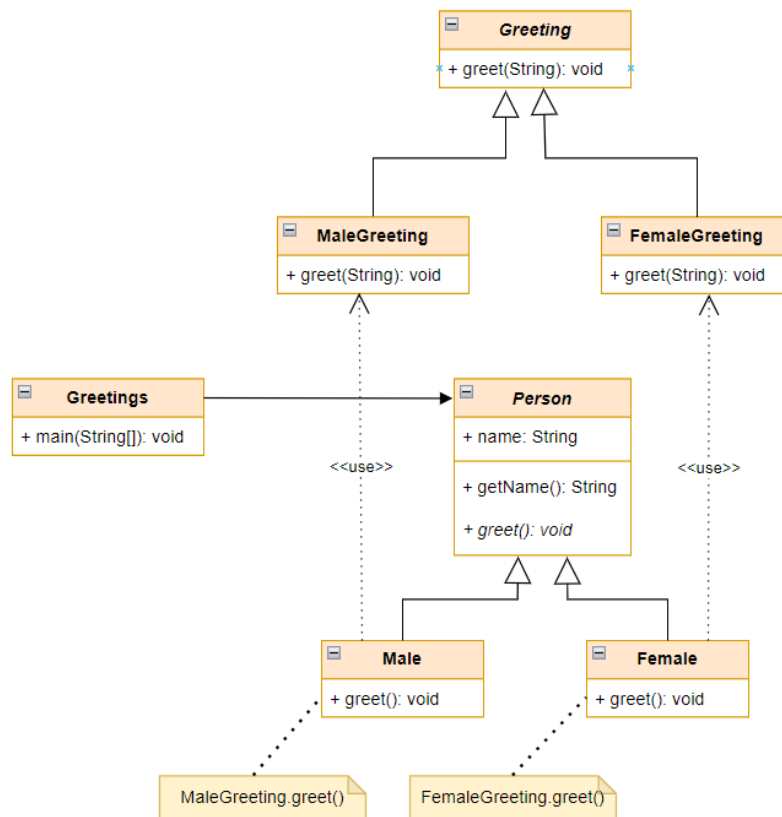 Greeting
+ greet(String): void
MaleGreeting
+ greet(String): void
FemaleGreeting
+ greet(String): void
Greetings
+ main(String[]): void
Person
+ name: String
+ getName(): String
+ greet(): void
<<use>>
<<use>>
Male
+ greet(): void
Female
+ greet(): void
MaleGreeting.greet()
FemaleGreeting.greet()